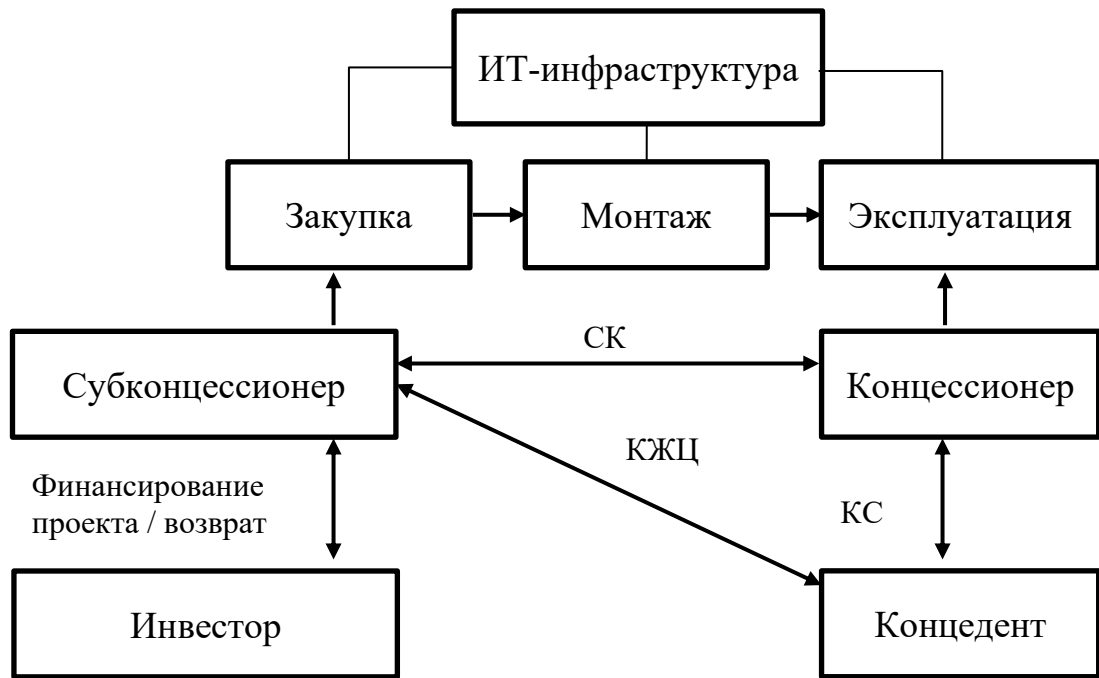 ИТ-инфраструктура
Закупка
Монтаж
Эксплуатация
СК
Субконцессионер
Концессионер
КЖЦ
Финансирование
проекта / возврат
КС
Инвестор
Концедент